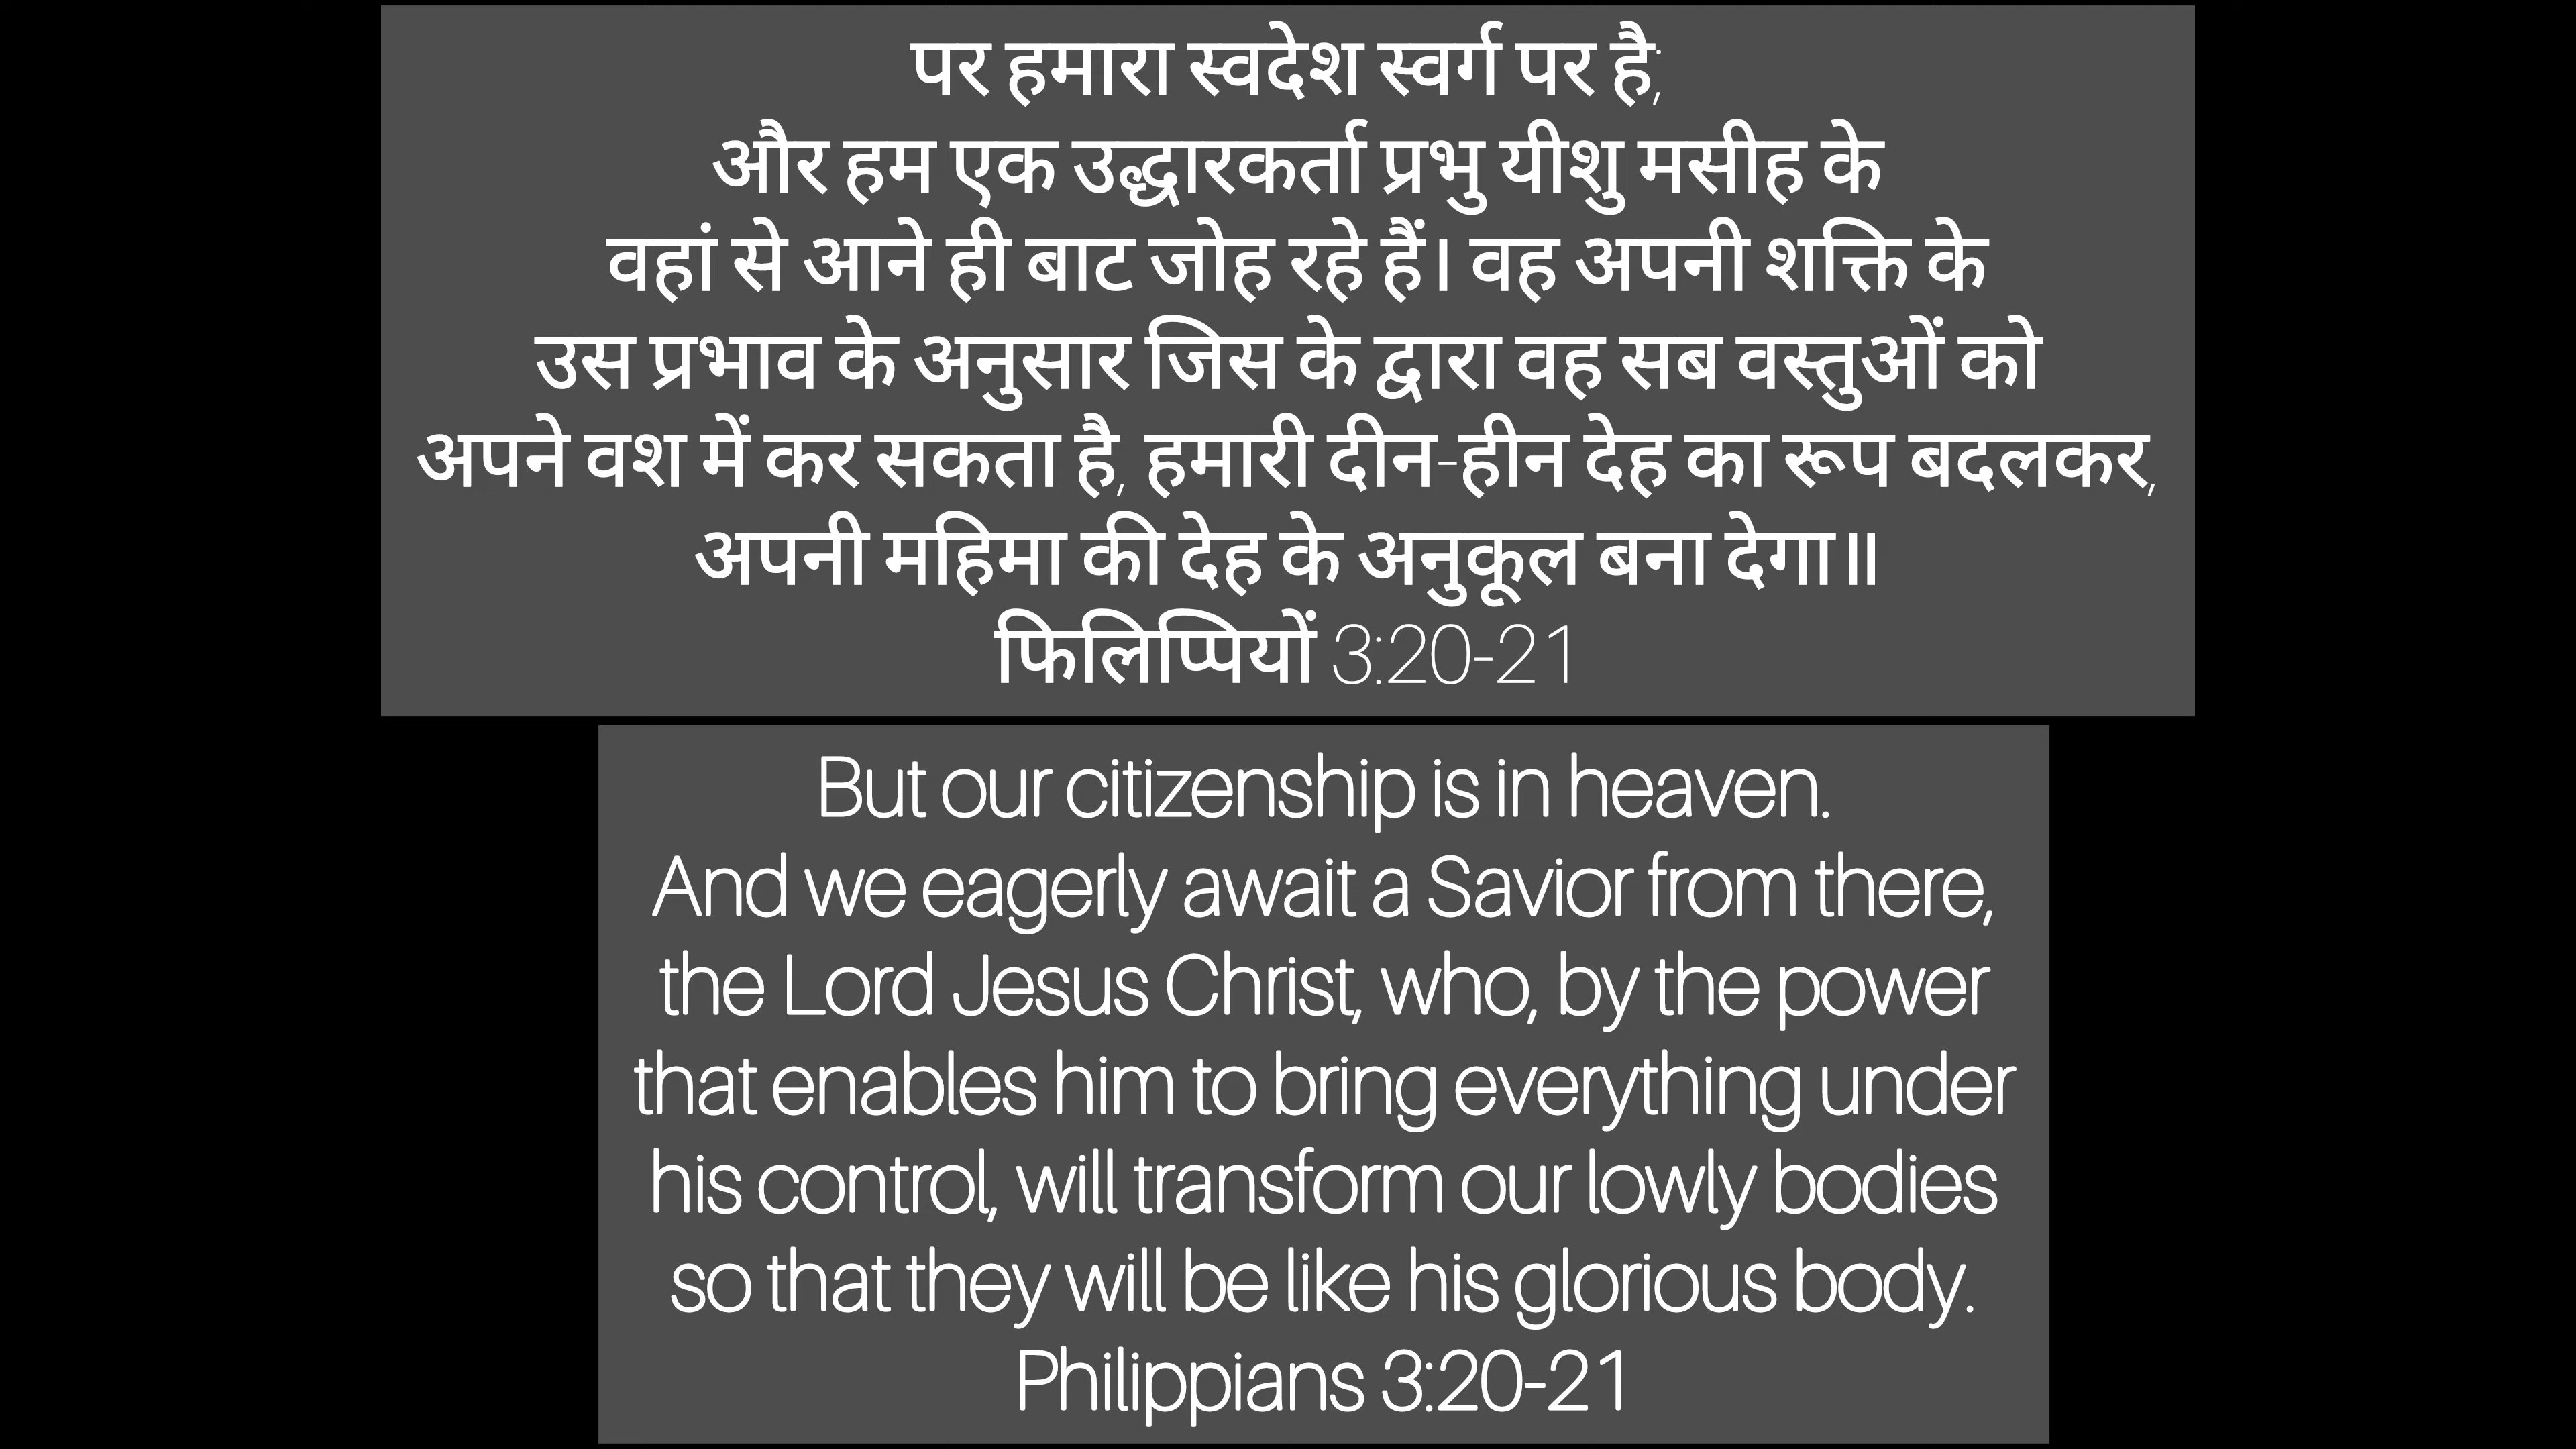 पर हमारा स्वदेश स्वर्ग पर है;
और हम एक उद्धारकर्ता प्रभु यीशु मसीह के
वहां से आने ही बाट जोह रहे हैं। वह अपनी शक्ति के
उस प्रभाव के अनुसार जिस के द्वारा वह सब वस्तुओं को
अपने वश में कर सकता है, हमारी दीन-हीन देह का रूप बदलकर,
अपनी महिमा की देह के अनुकूल बना देगा॥
फिलिप्पियों 3:20-21
But our citizenship is in heaven.
And we eagerly await a Savior from there,
the Lord Jesus Christ, who, by the power
that enables him to bring everything under
his control, will transform our lowly bodies
so that they will be like his glorious body.
Philippians 3:20-21